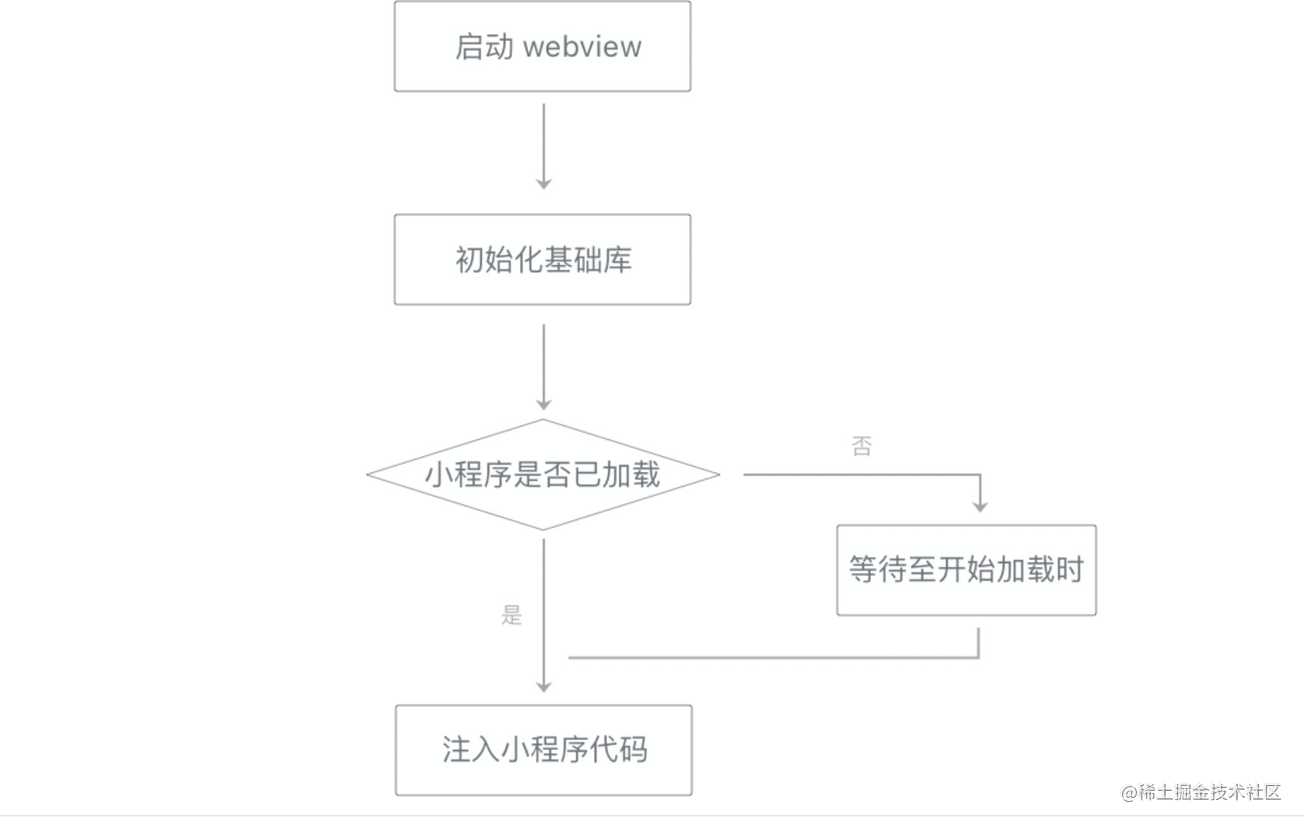 启动 webview
初始化基础库
小程序是否已加载
否
等待至开始加载时
是
注入小程序代码
@稀土掘金技术社区